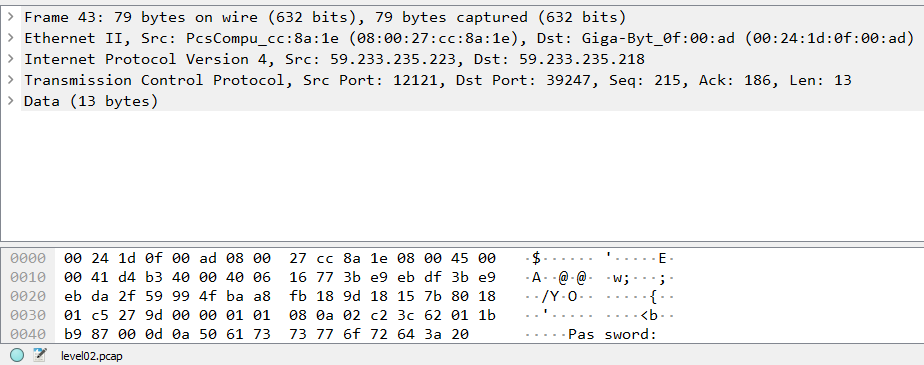 Frame 43: 79 bytes on wire (632 bits), 79 bytes captured (632 bits)
Ethernet II, Src: PcsCompu_cc:8a:1e (08:00:27:cc:8a:1e), Dst: Giga-Byt_0f:00:ad (00:24:1d:0f:00:ad)
Internet Protocol Version 4, Src: 59.233.235.223, Dst: 59.233.235.218
Transmission Control Protocol, Src Port: 12121, Dst Port: 39247, Seq: 215, Ack: 186, Len: 13
Data (13 bytes)
0000 00 24 1d 0f 00 ad 08 00 27 cc 8a 1e 08 00 45 00 ·$······ '·····E·
0010 00 41 d4 b3 40 00 40 06 16 77 3b e9 eb df 3b e9 ·A··@·@· ·w;···;·
0020 eb da 2f 59 99 4f ba a8 fb 18 9d 18 15 7b 80 18 ··/Y·O·· ·····{··
0030 01 c5 27 9d 00 00 01 01 08 0a 02 c2 3c 62 01 1b ··'····· ····<b··
0040 b9 87 00 0d 0a 50 61 73 73 77 6f 72 64 3a 20 ·····Pas sword:
level02.pcap